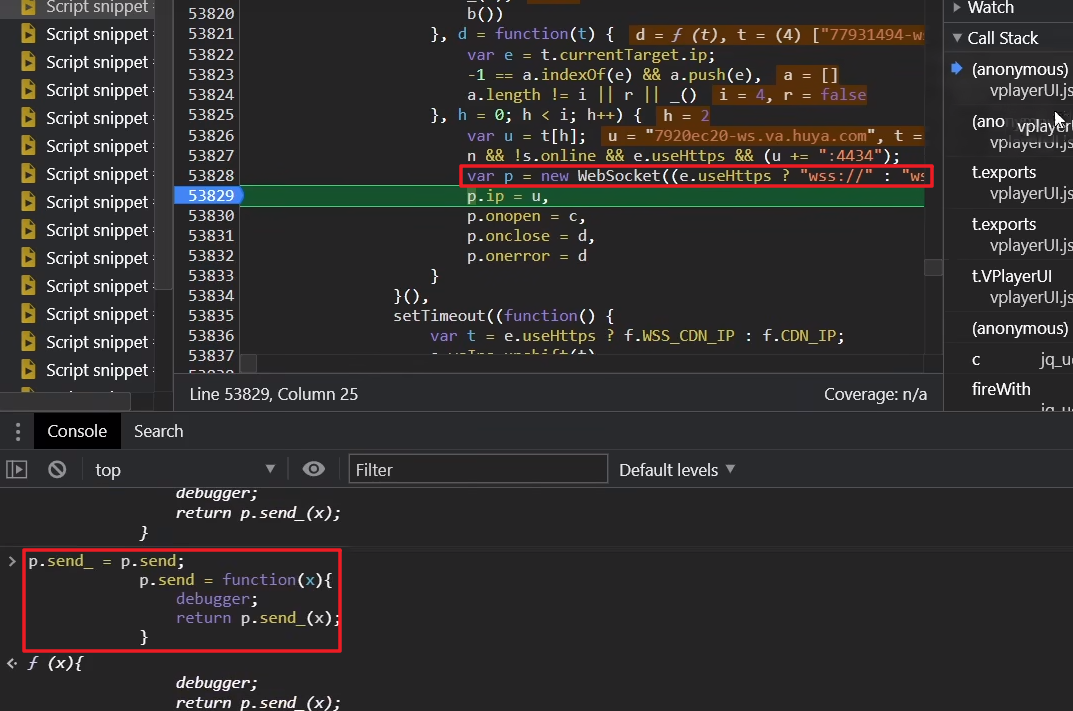 Script snippet
Script snippet
Script snippet
Script snippet
Script snippet
Script snippet
Script snippet
Script snippet
Script snippet
Script snippet
Script snippet
Script snippet
Script snippet
Script snippet
53820 b())
53821 }, d = function(t) { d = ƒ (t), t = (4) ["77931494-ws
53822 var e = t.currentTarget.ip;
53823 -1 == a.indexOf(e) && a.push(e), a = []
53824 a.length != i || r || _() i = 4, r = false
53825 }, h = 0; h < i; h++) { h = 2
53826 var u = t[h]; u = "7920ec20-ws.va.huya.com", t =
53827 n && !s.online && e.useHttps && (u += ":4434");
53828 var p = new WebSocket((e.useHttps ? "wss://" : "ws
53829 p.ip = u,
53830 p.onopen = c,
53831 p.onclose = d,
53832 p.onerror = d
53833 }
53834 }(),
53835 setTimeout((function() {
53836 var t = e.useHttps ? f.WSS_CDN_IP : f.CDN_IP;
53837
Line 53829, Column 25 Coverage: n/a
Watch
Call Stack
(anonymous)
vplayerUI.js
(ano
vplayerUI.js
t.exports
vplayerUI.js
t.exports
vplayerUI.js
t.VPlayerUI
vplayerUI.js
(anonymous)
c jq_u
fireWith
Console Search
top Filter Default levels
debugger;
return p.send_(x);
}
p.send_ = p.send;
p.send = function(x){
debugger;
return p.send_(x);
}
ƒ (x){
debugger;
return p.send_(x);